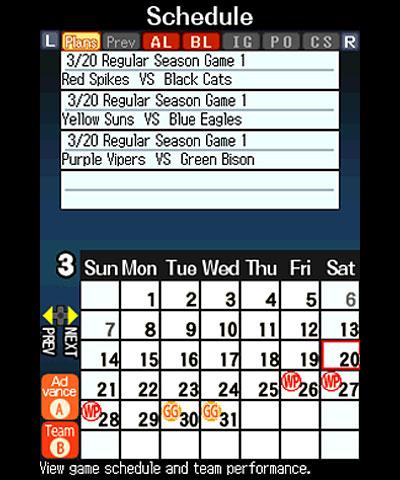 Schedule
L Plans Prev AL BL IG PO CS R
3/20 Regular Season Game 1
Red Spikes VS Black Cats
3/20 Regular Season Game 1
Yellow Suns VS Blue Eagles
3/20 Regular Season Game 1
Purple Vipers VS Green Bison
3 Sun Mon Tue Wed Thu Fri Sat
1 2 3 4 5 6
PREV NEXT
7 8 9 10 11 12 13
14 15 16 17 18 19 20
Ad
vance
A
21 22 23 24 25 WP 26 WP 27
Team
B
WP 28 29 GG 30 GG 31
View game schedule and team performance.